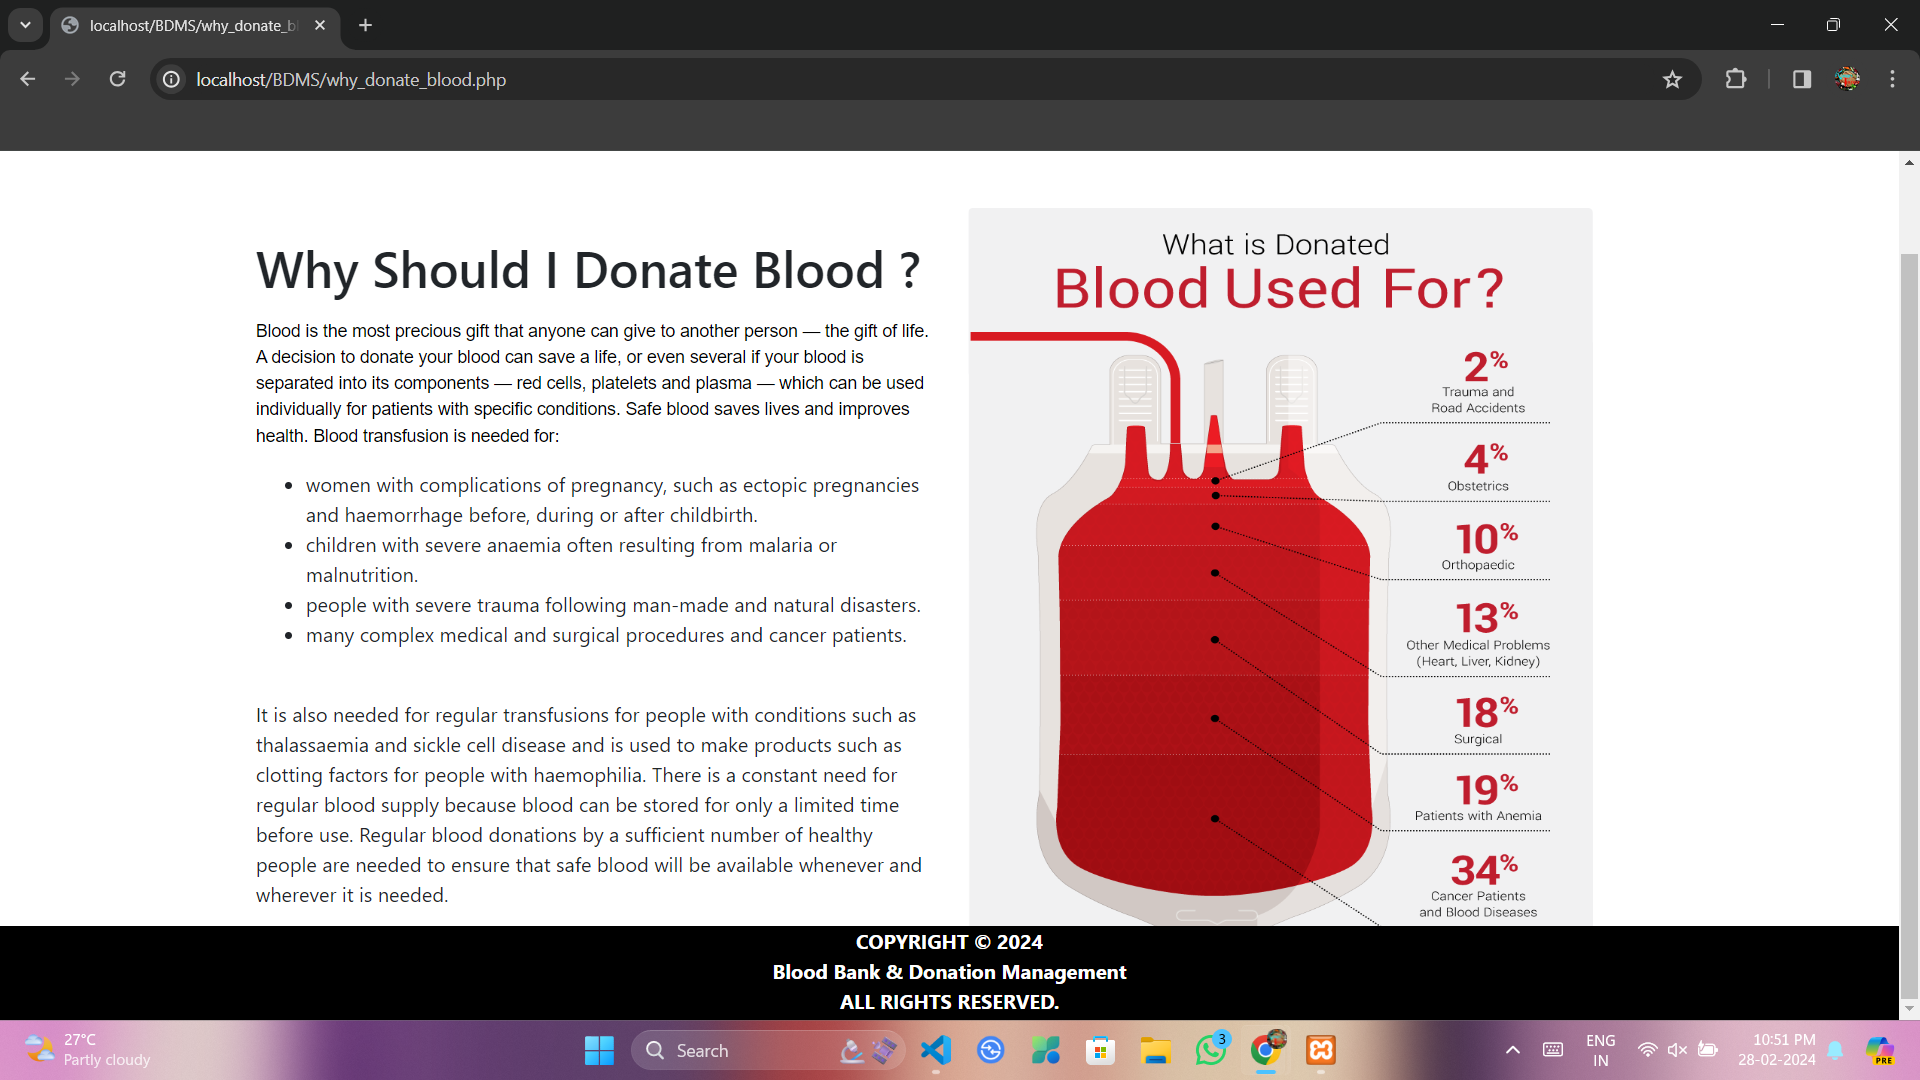 localhost/BDMS/why_donate_bl
localhost/BDMS/why_donate_blood.php
Why Should I Donate Blood ?
Blood is the most precious gift that anyone can give to another person — the gift of life.
A decision to donate your blood can save a life, or even several if your blood is
separated into its components — red cells, platelets and plasma — which can be used
individually for patients with specific conditions. Safe blood saves lives and improves
health. Blood transfusion is needed for:
• women with complications of pregnancy, such as ectopic pregnancies
and haemorrhage before, during or after childbirth.
• children with severe anaemia often resulting from malaria or
malnutrition.
• people with severe trauma following man-made and natural disasters.
• many complex medical and surgical procedures and cancer patients.
It is also needed for regular transfusions for people with conditions such as
thalassaemia and sickle cell disease and is used to make products such as
clotting factors for people with haemophilia. There is a constant need for
regular blood supply because blood can be stored for only a limited time
before use. Regular blood donations by a sufficient number of healthy
people are needed to ensure that safe blood will be available whenever and
wherever it is needed.
What is Donated
Blood Used For?
2%
Trauma and
Road Accidents
4%
Obstetrics
10%
Orthopaedic
13%
Other Medical Problems
(Heart, Liver, Kidney)
18%
Surgical
19%
Patients with Anemia
34%
Cancer Patients
and Blood Diseases
COPYRIGHT © 2024
Blood Bank & Donation Management
ALL RIGHTS RESERVED.
27°C
Partly cloudy
Search
3
ENG
IN
10:51 PM
28-02-2024
PRE